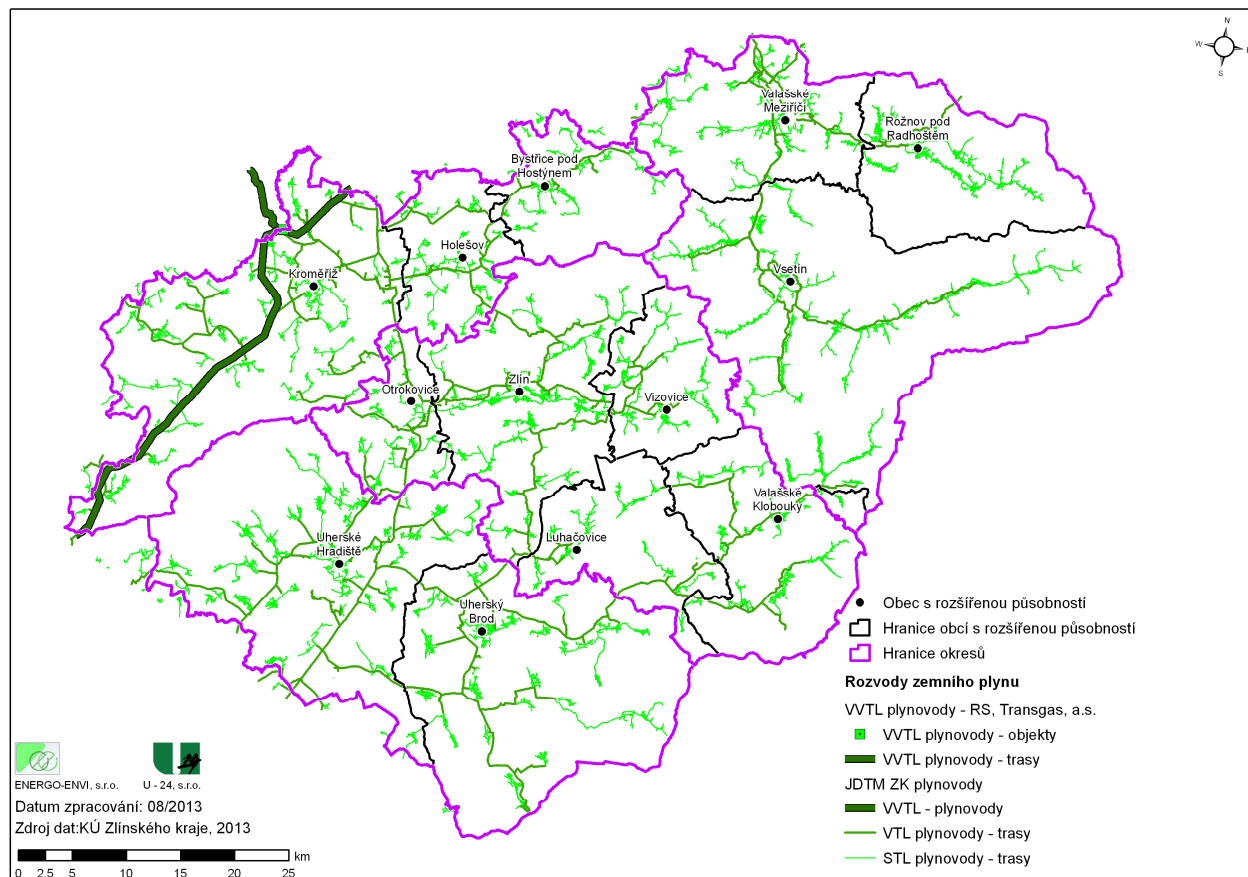 N
W
S
Valašské
Meziříčí
Rožnov pod
Radhoštěm
Bystřice pod
Hostýnem
Holešov
Kroměříž
Vsetín
Zlín
Otrokovice
Vizovice
Valašské
Klobouky
Luhačovice
Uherské
Hradiště
Uherský
Brod
Obec s rozšířenou působností
Hranice obcí s rozšířenou působností
Hranice okresů
Rozvody zemního plynu
VVTL plynovody - RS, Transgas, a.s.
VVTL plynovody - objekty
VVTL plynovody - trasy
JDTM ZK plynovody
VVTL - plynovody
VTL plynovody - trasy
STL plynovody - trasy
ENERGO-ENVI, s.r.o. U - 24, s.r.o.
Datum zpracování: 08/2013
Zdroj dat:KÚ Zlínského kraje, 2013
km
0 2,5 5 10 15 20 25